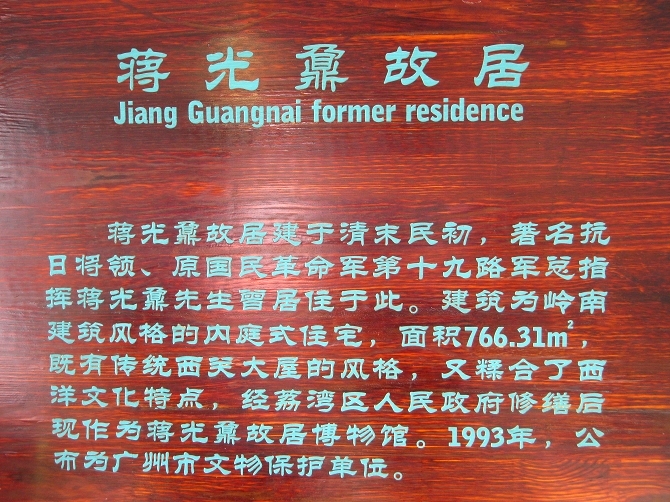 蒋光鼐故居
Jiang Guangnai former residence
蒋光鼐故居建于清末民初，著名抗
日将领、原国民革命军第十九路军总指
挥蒋光鼐先生曾居住于此。建筑为岭南
建筑风格的内庭式住宅，面积766.31m²，
既有传统西关大屋的风格，又糅合了西
洋文化特点，经荔湾区人民政府修缮后
现作为蒋光鼐故居博物馆。1993年，公
布为广州市文物保护单位。